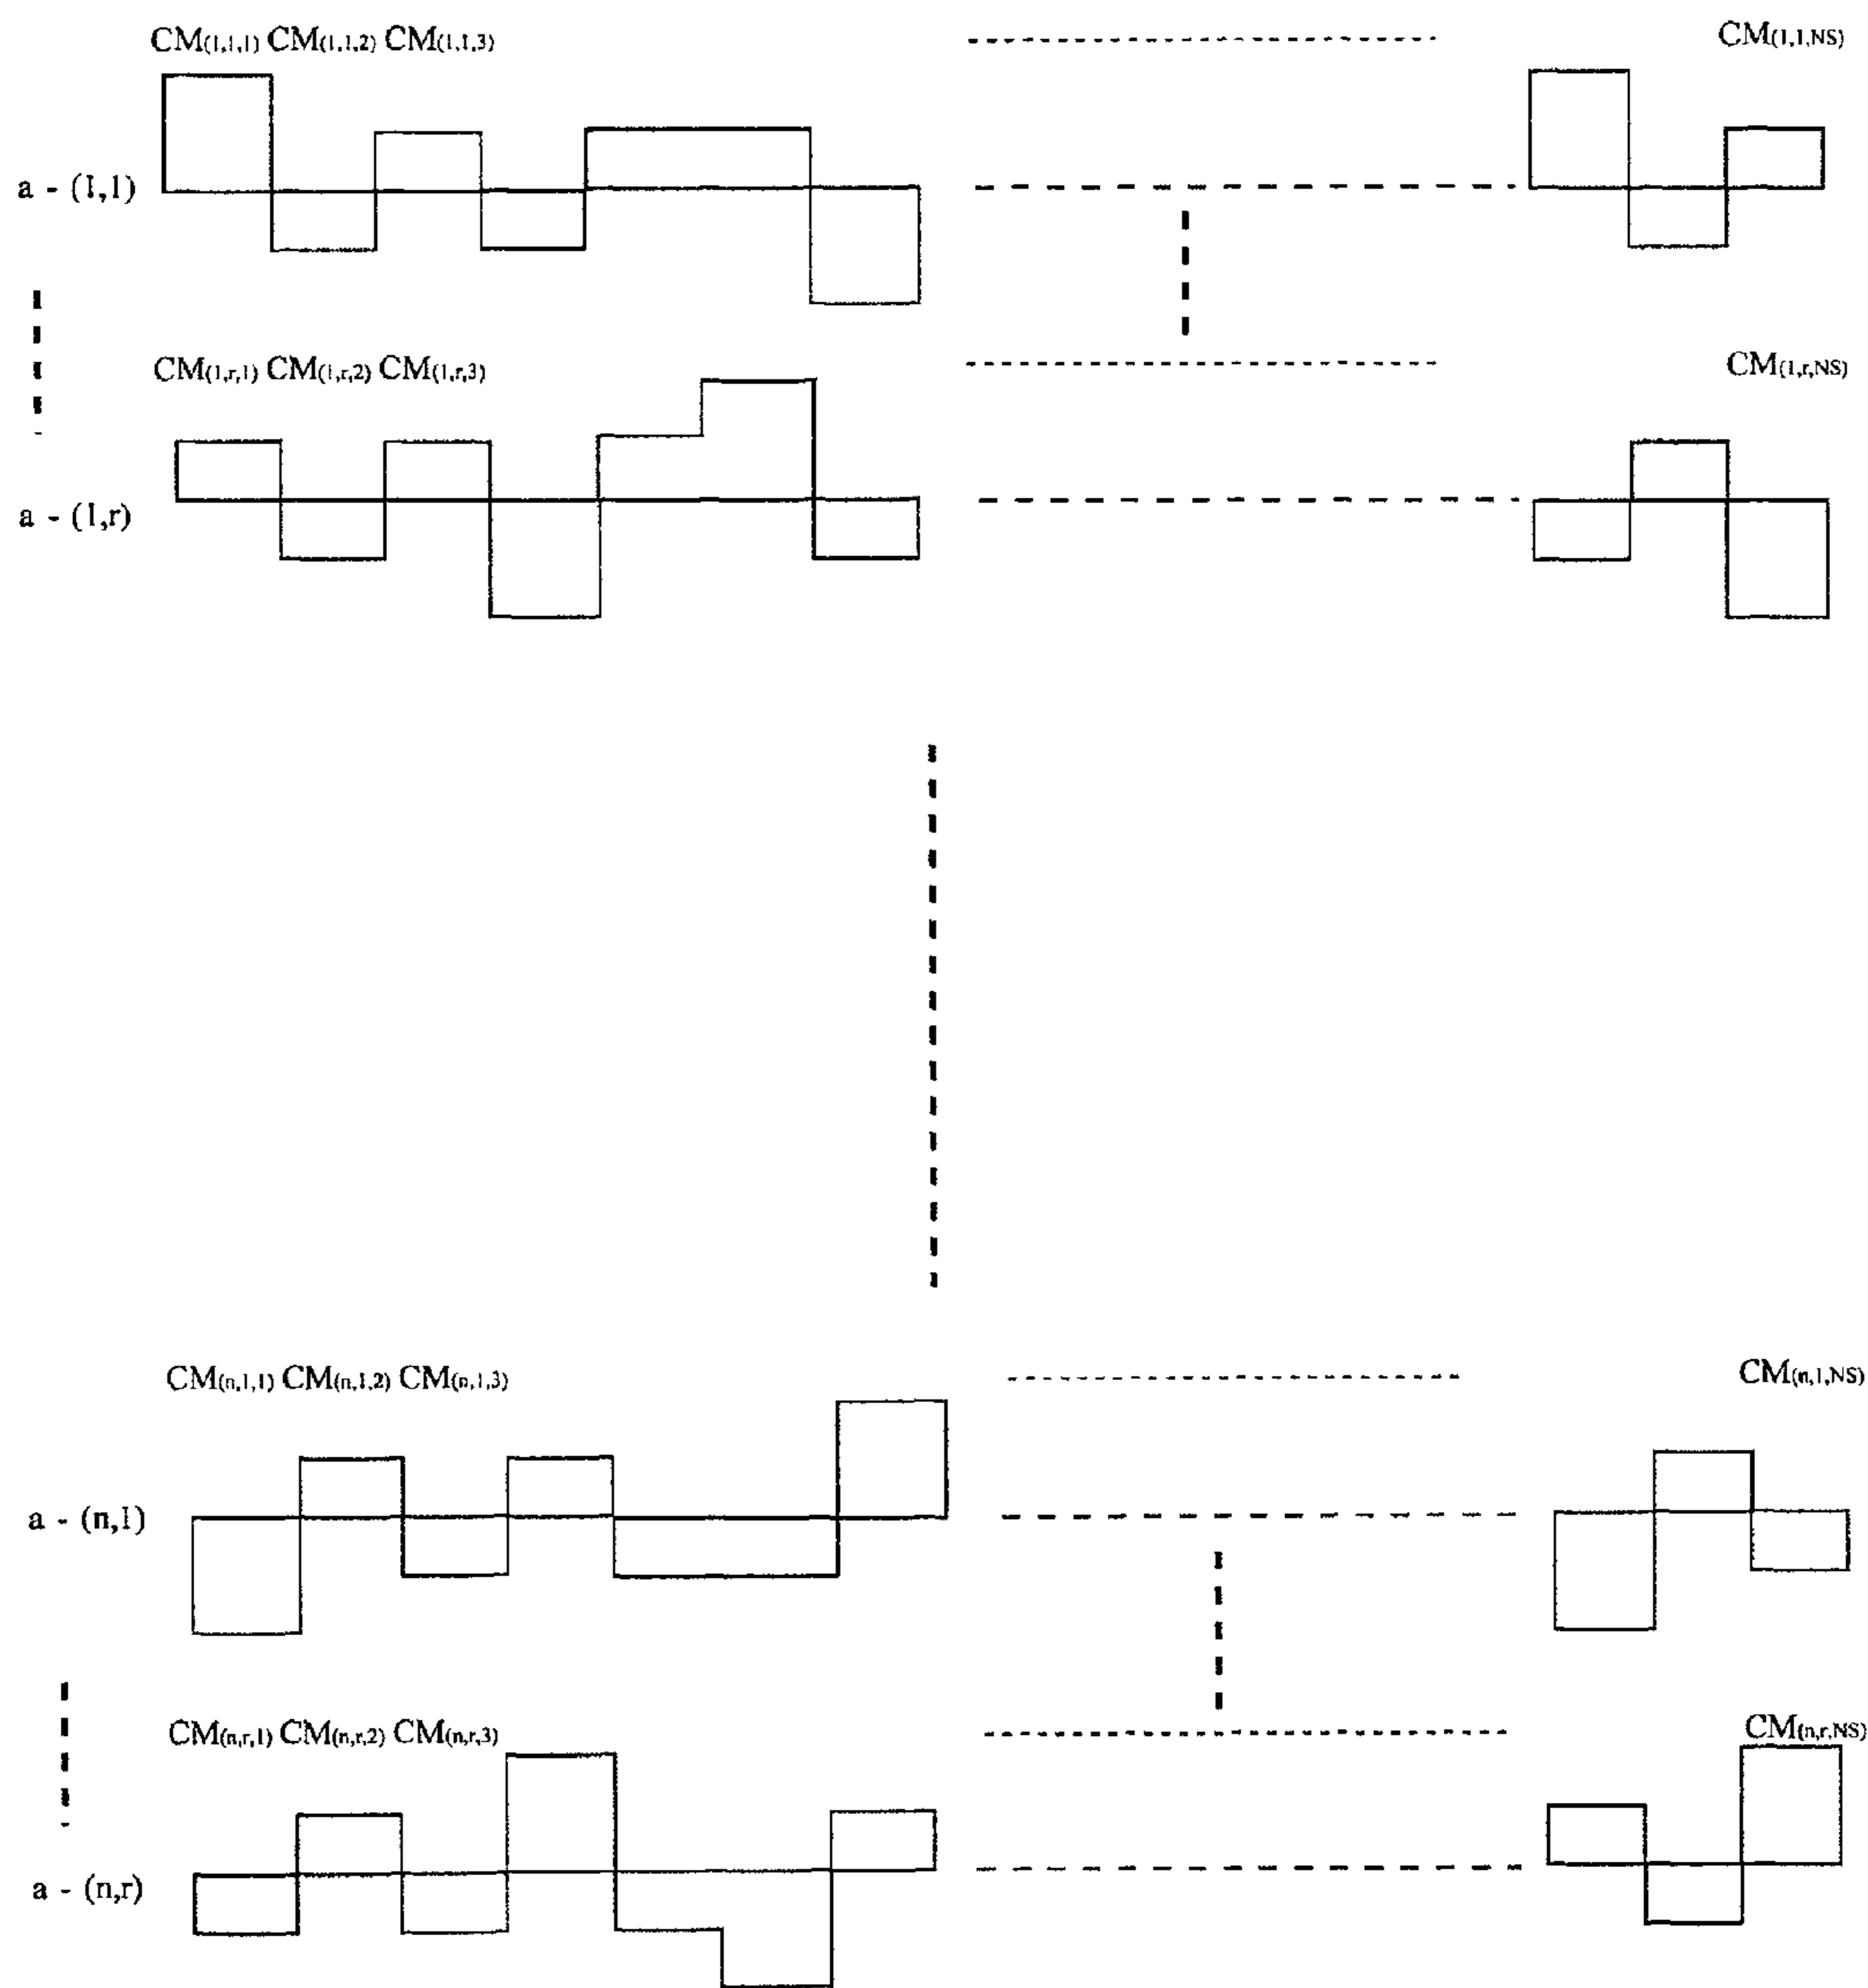 CM(1,1,1) CM(1,1,2) CM(1,1,3) CM(1,1,NS)
a - (1,1)
CM(1,r,1) CM(1,r,2) CM(1,r,3) CM(1,r,NS)
a - (1,r)
CM(n,1,1) CM(n,1,2) CM(n,1,3) CM(n,1,NS)
a - (n,1)
CM(n,r,1) CM(n,r,2) CM(n,r,3) CM(n,r,NS)
a - (n,r)